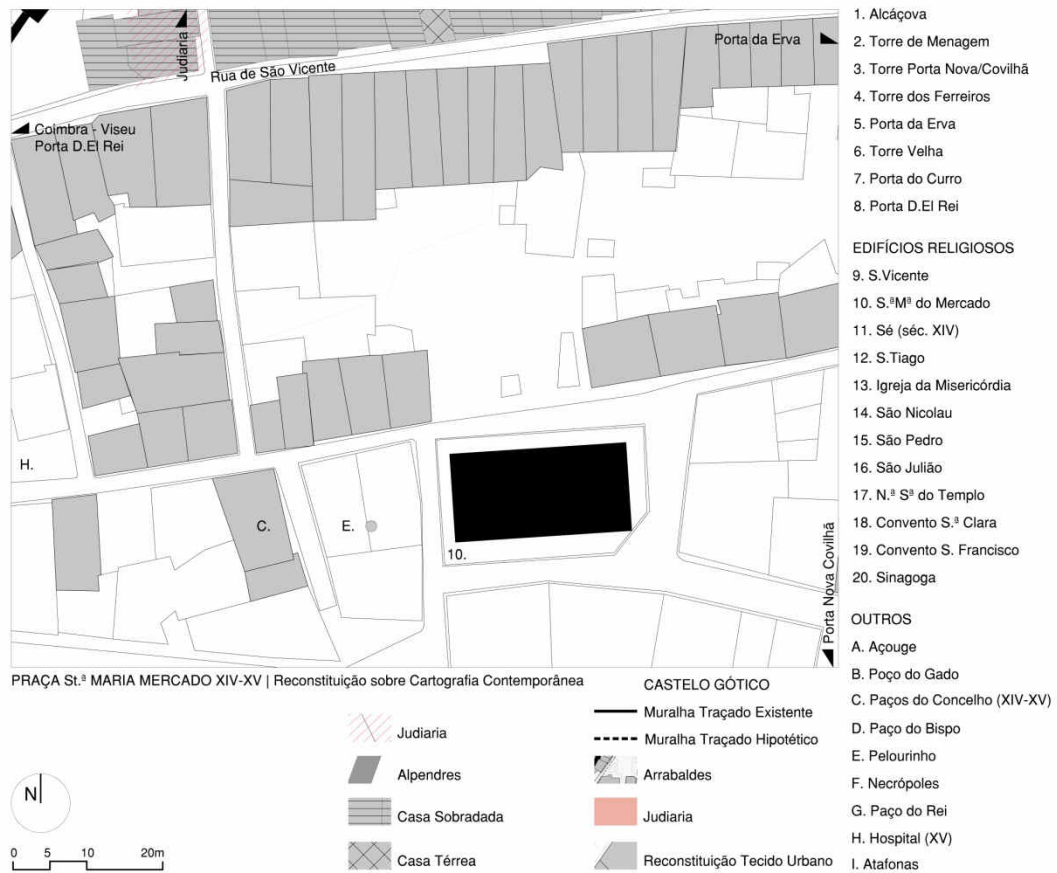 Judiaria
Rua de São Vicente
Porta da Erva
Coimbra - Viseu
Porta D.El Rei
H.
C.
E.
10.
Porta Nova Covilhã
PRAÇA St.ª MARIA MERCADO XIV-XV | Reconstituição sobre Cartografia Contemporânea
N
0 5 10 20m
Judiaria
Alpendres
Casa Sobradada
Casa Térrea
CASTELO GÓTICO
Muralha Traçado Existente
Muralha Traçado Hipotético
Arrabaldes
Judiaria
Reconstituição Tecido Urbano
1. Alcáçova
2. Torre de Menagem
3. Torre Porta Nova/Covilhã
4. Torre dos Ferreiros
5. Porta da Erva
6. Torre Velha
7. Porta do Curro
8. Porta D.El Rei
EDIFÍCIOS RELIGIOSOS
9. S.Vicente
10. S.ªMª do Mercado
11. Sé (séc. XIV)
12. S.Tiago
13. Igreja da Misericórdia
14. São Nicolau
15. São Pedro
16. São Julião
17. N.ª Sª do Templo
18. Convento S.ª Clara
19. Convento S. Francisco
20. Sinagoga
OUTROS
A. Açouge
B. Poço do Gado
C. Paços do Concelho (XIV-XV)
D. Paço do Bispo
E. Pelourinho
F. Necrópoles
G. Paço do Rei
H. Hospital (XV)
I. Atafonas